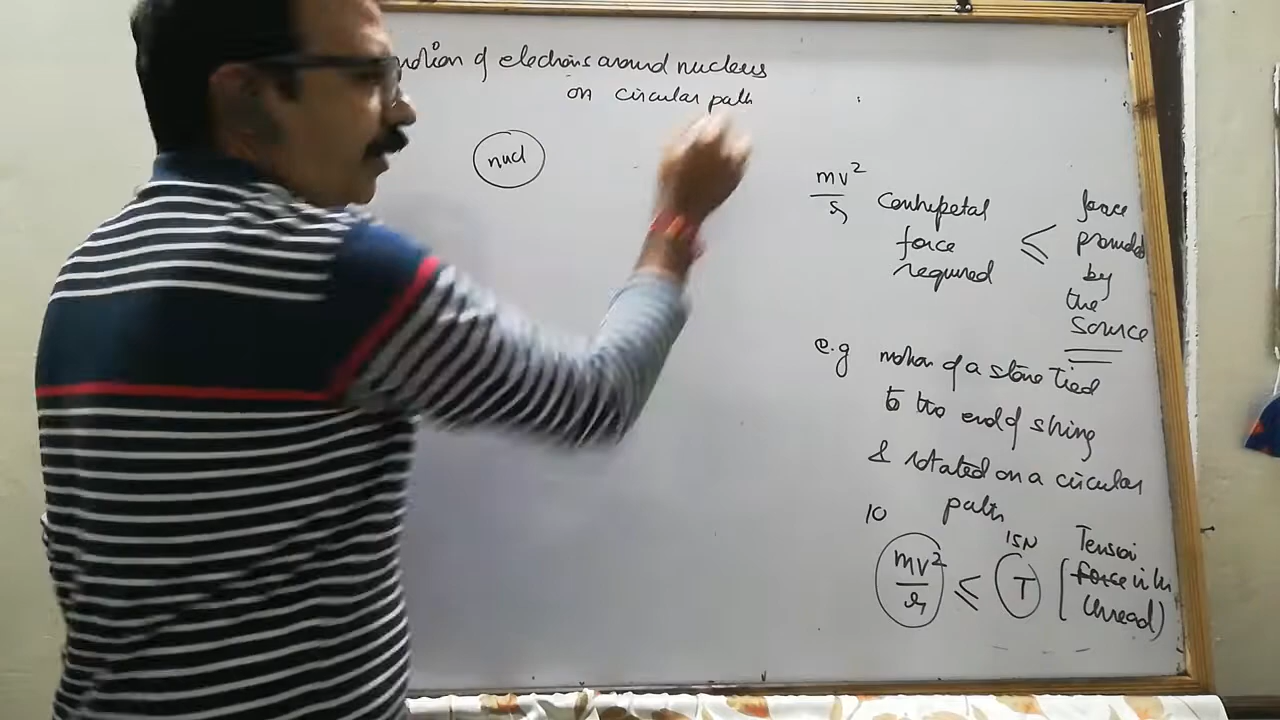 motion of electrons around nucleus
on circular path
nucl
mv²
r
Centripetal
force
required
≤
force
provided
by
the
source
e.g motion of a stone tied
to the end of string
& rotated on a circular
path
10
15N
mv²
r
≤
T
Tension
force in the
thread)